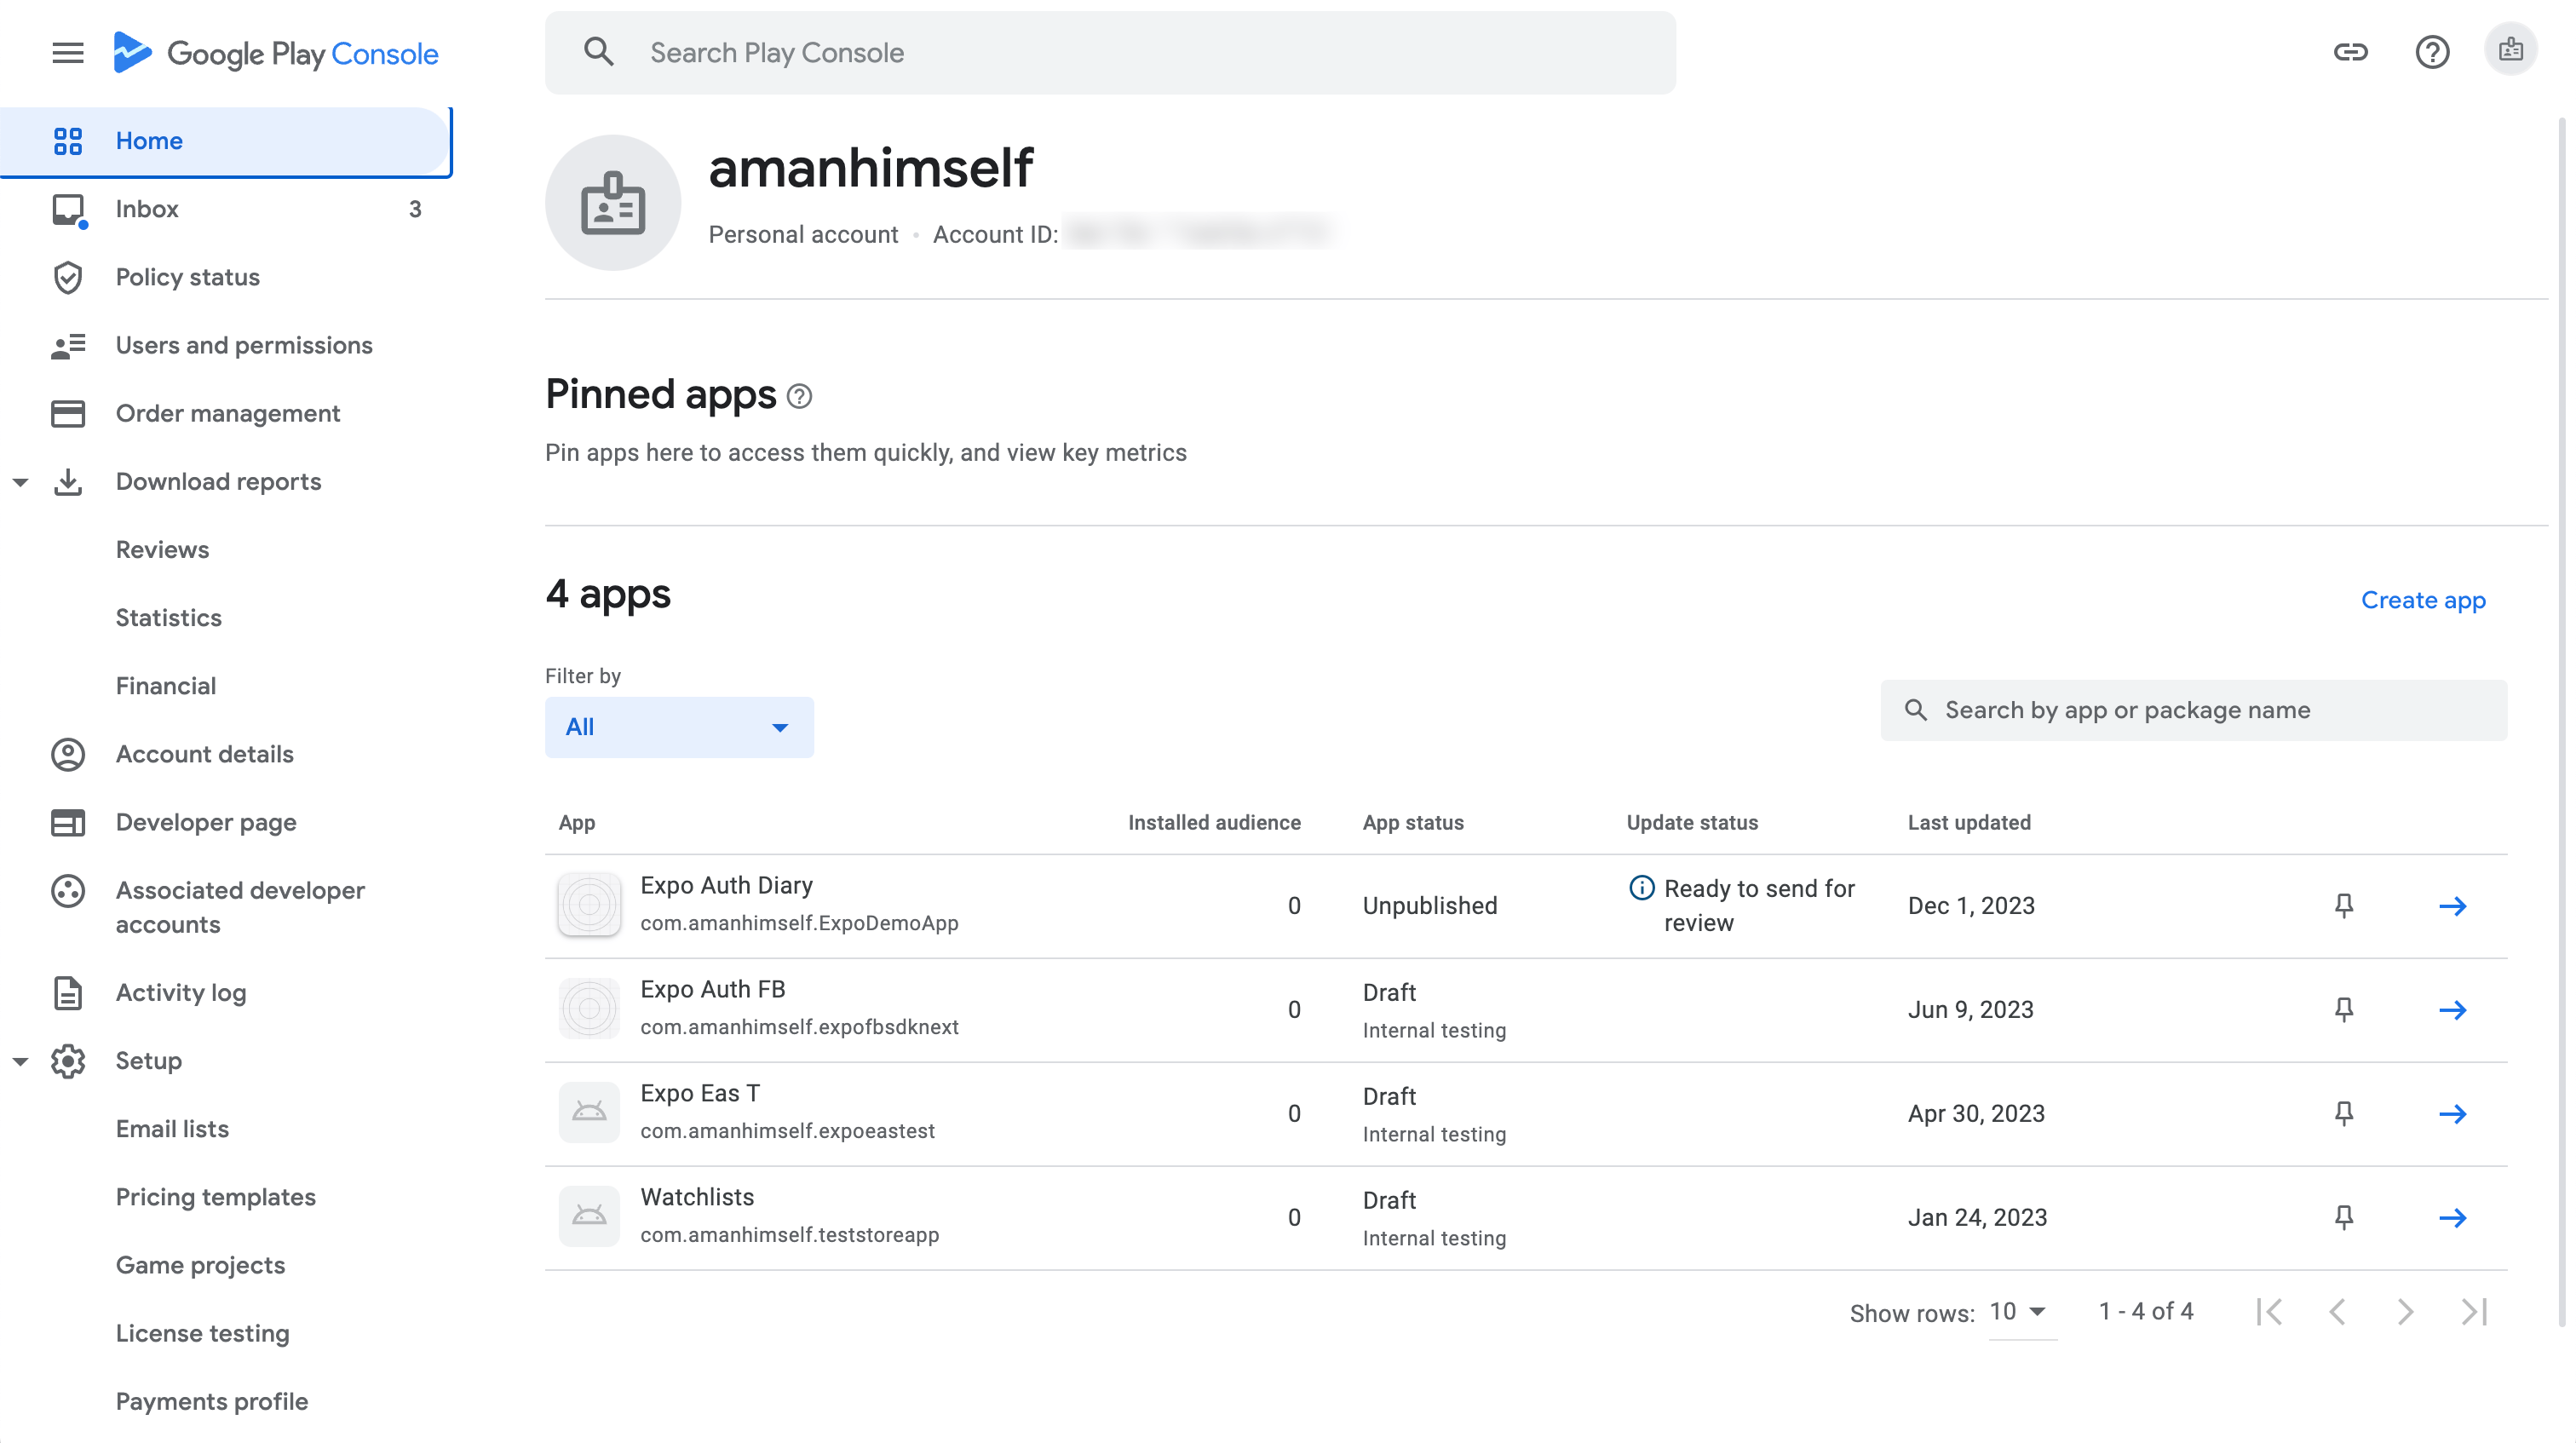 Google Play Console
Search Play Console
Home
Inbox 3
Policy status
Users and permissions
Order management
Download reports
Reviews
Statistics
Financial
Account details
Developer page
Associated developer
accounts
Activity log
Setup
Email lists
Pricing templates
Game projects
License testing
Payments profile
amanhimself
Personal account • Account ID:
Pinned apps
Pin apps here to access them quickly, and view key metrics
4 apps
Create app
Filter by
All
Search by app or package name
App Installed audience App status Update status Last updated
Expo Auth Diary
com.amanhimself.ExpoDemoApp
0
Unpublished
Ready to send for
review
Dec 1, 2023
Expo Auth FB
com.amanhimself.expofbsdknext
0
Draft
Internal testing
Jun 9, 2023
Expo Eas T
com.amanhimself.expoeastest
0
Draft
Internal testing
Apr 30, 2023
Watchlists
com.amanhimself.teststoreapp
0
Draft
Internal testing
Jan 24, 2023
Show rows: 10 1 - 4 of 4